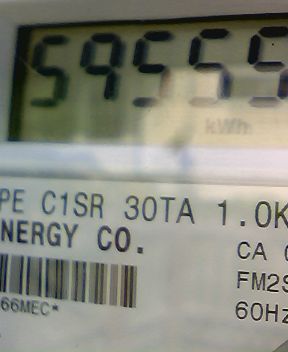 59555
kWh
PE C1SR 30TA 1.0K
NERGY CO.
CA
FM2S
66MEC*
60Hz